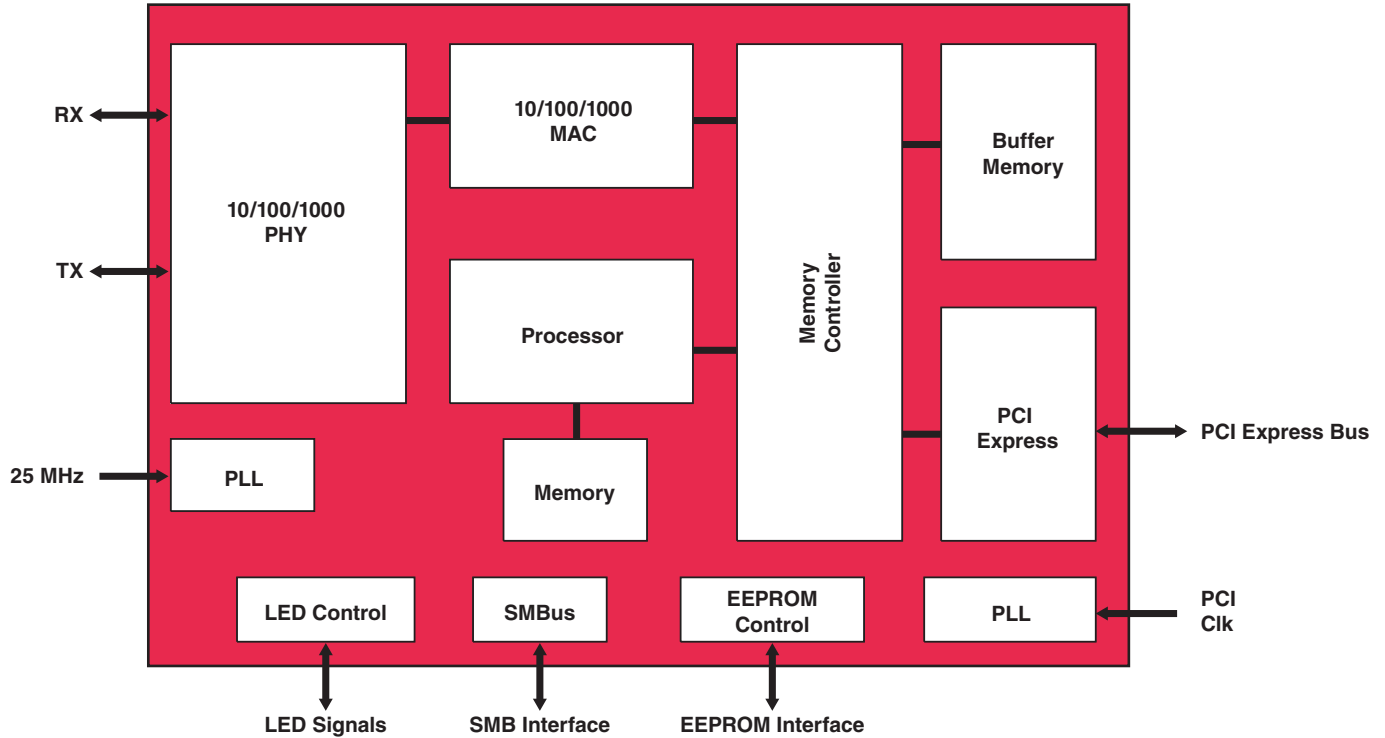 RX
TX
25 MHz
10/100/1000
PHY
10/100/1000
MAC
Processor
Memory
PLL
Memory
Controller
Buffer
Memory
PCI
Express
PCI Express Bus
LED Control
SMBus
EEPROM
Control
PLL
PCI
Clk
LED Signals
SMB Interface
EEPROM Interface